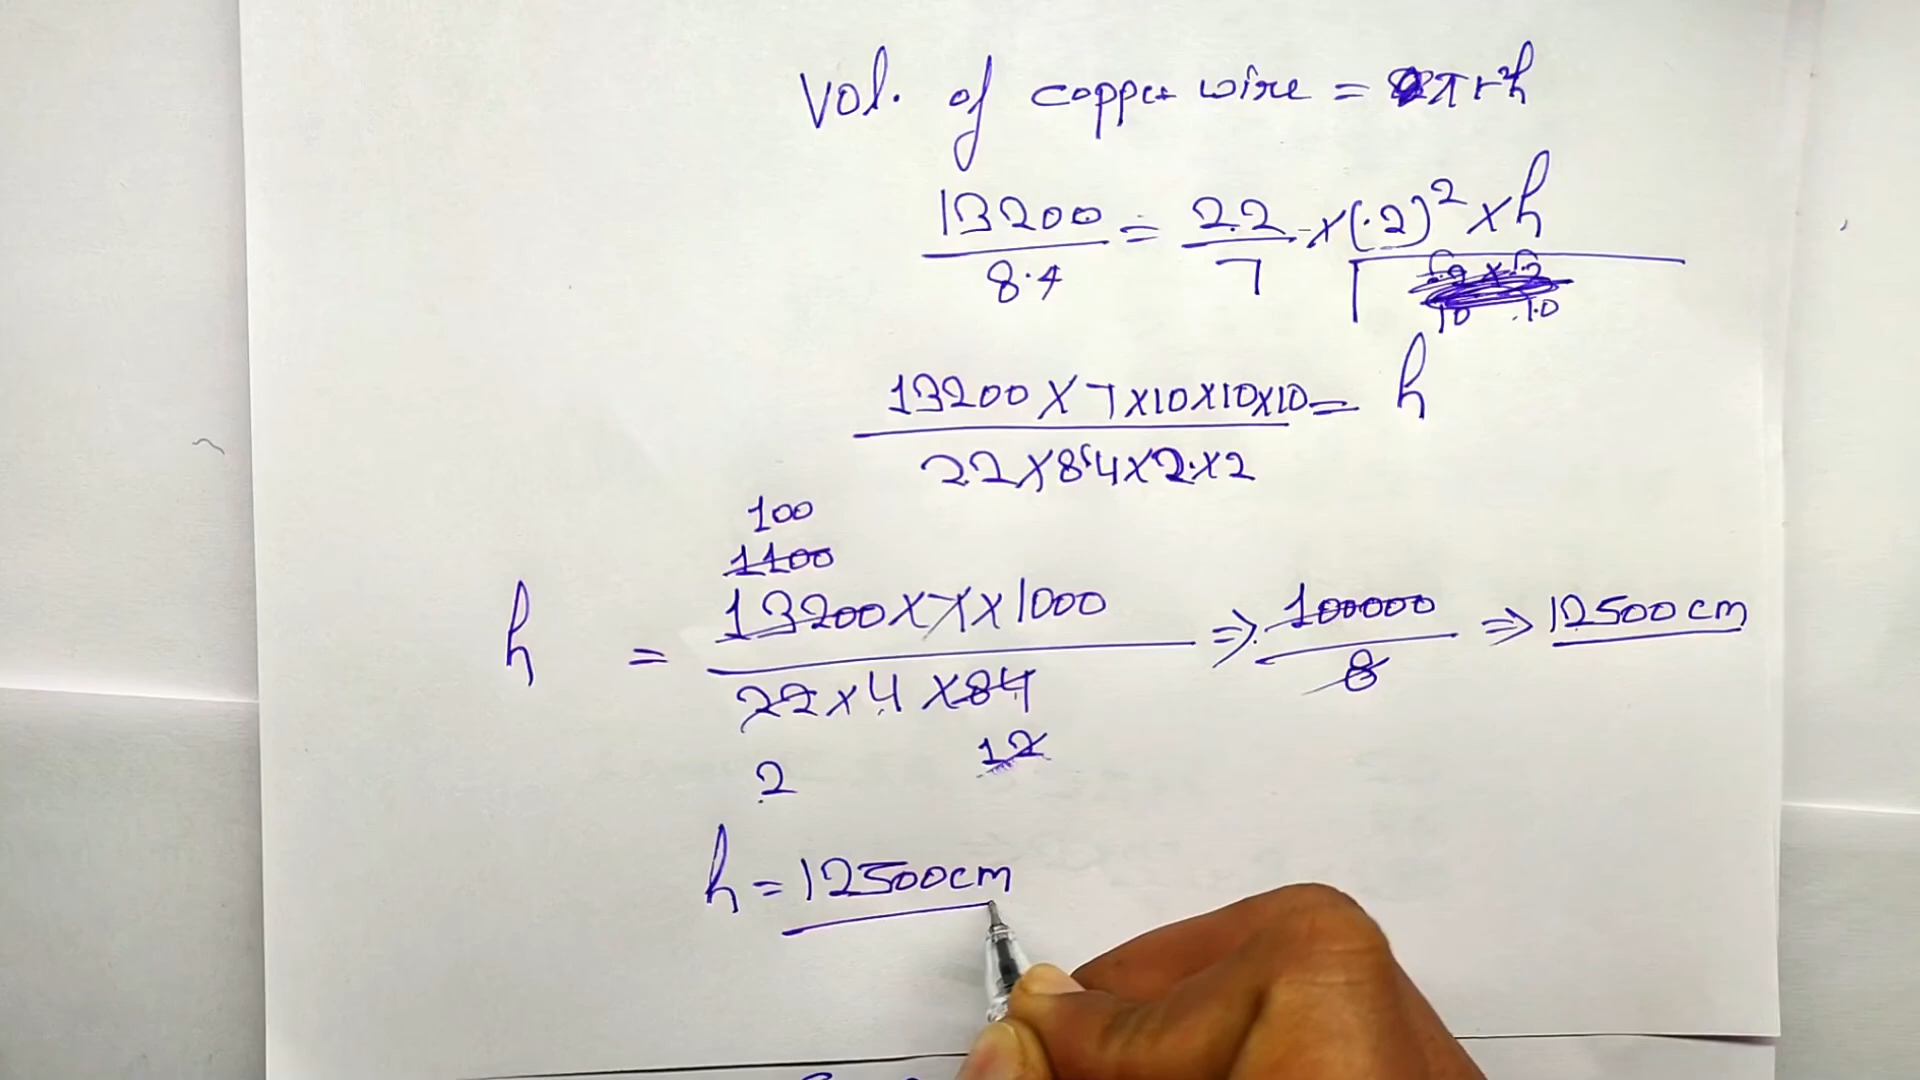 Vol. of copper wire = πr²h
13200/8.4 = 22/7 × (.2)² × h
10 10
13200 × 7 × 10 × 10 × 10 / 22 × 8.4 × 2 × 2 = h
100
1100
h = 13200 × 7 × 1000 / 22 × 4 × 84 ⇒ 100000/8 ⇒ 12500 cm
2 12
h = 12500 cm